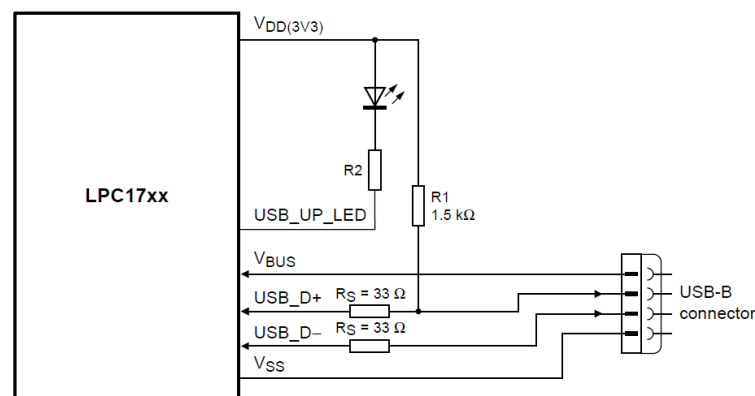 VDD(3V3)
R2
R1
1.5 kΩ
LPC17xx
USB_UP_LED
VBUS
USB_D+
RS = 33 Ω
USB-B
connector
USB_D−
RS = 33 Ω
VSS